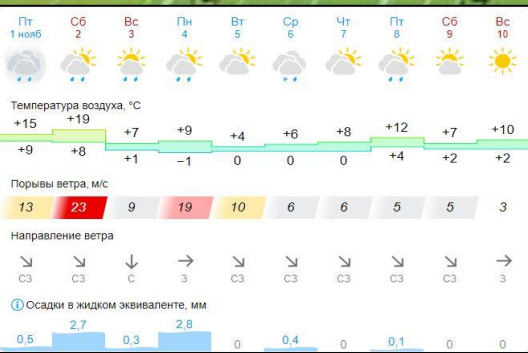 Пт Сб Вс Пн Вт Ср Чт Пт Сб Вс
1 нояб 2 3 4 5 6 7 8 9 10
Температура воздуха, °C
+15 +19 +7 +9 +4 +6 +8 +12 +7 +10
+9 +8 +1 −1 0 0 0 +4 +2 +2
Порывы ветра, м/с
13 23 9 19 10 6 6 5 5 3
Направление ветра
СЗ СЗ С З СЗ СЗ СЗ СЗ СЗ З
Осадки в жидком эквиваленте, мм
0,5 2,7 0,3 2,8 0 0,4 0 0,1 0 0